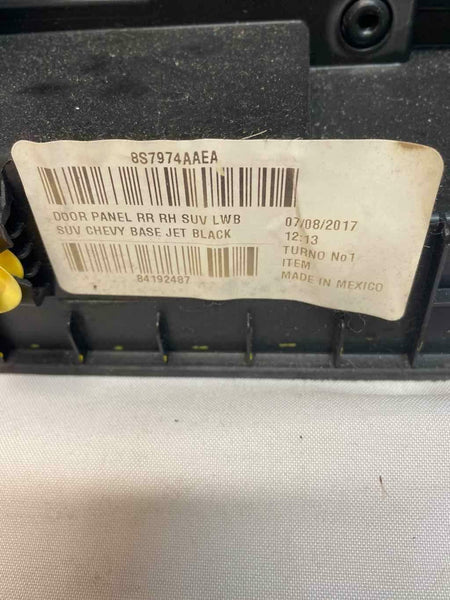 8S7974AAEA
DOOR PANEL RR RH SUV LWB
SUV CHEVY BASE JET BLACK
84192487
07/08/2017
12:13
TURNO No1
ITEM
MADE IN MEXICO